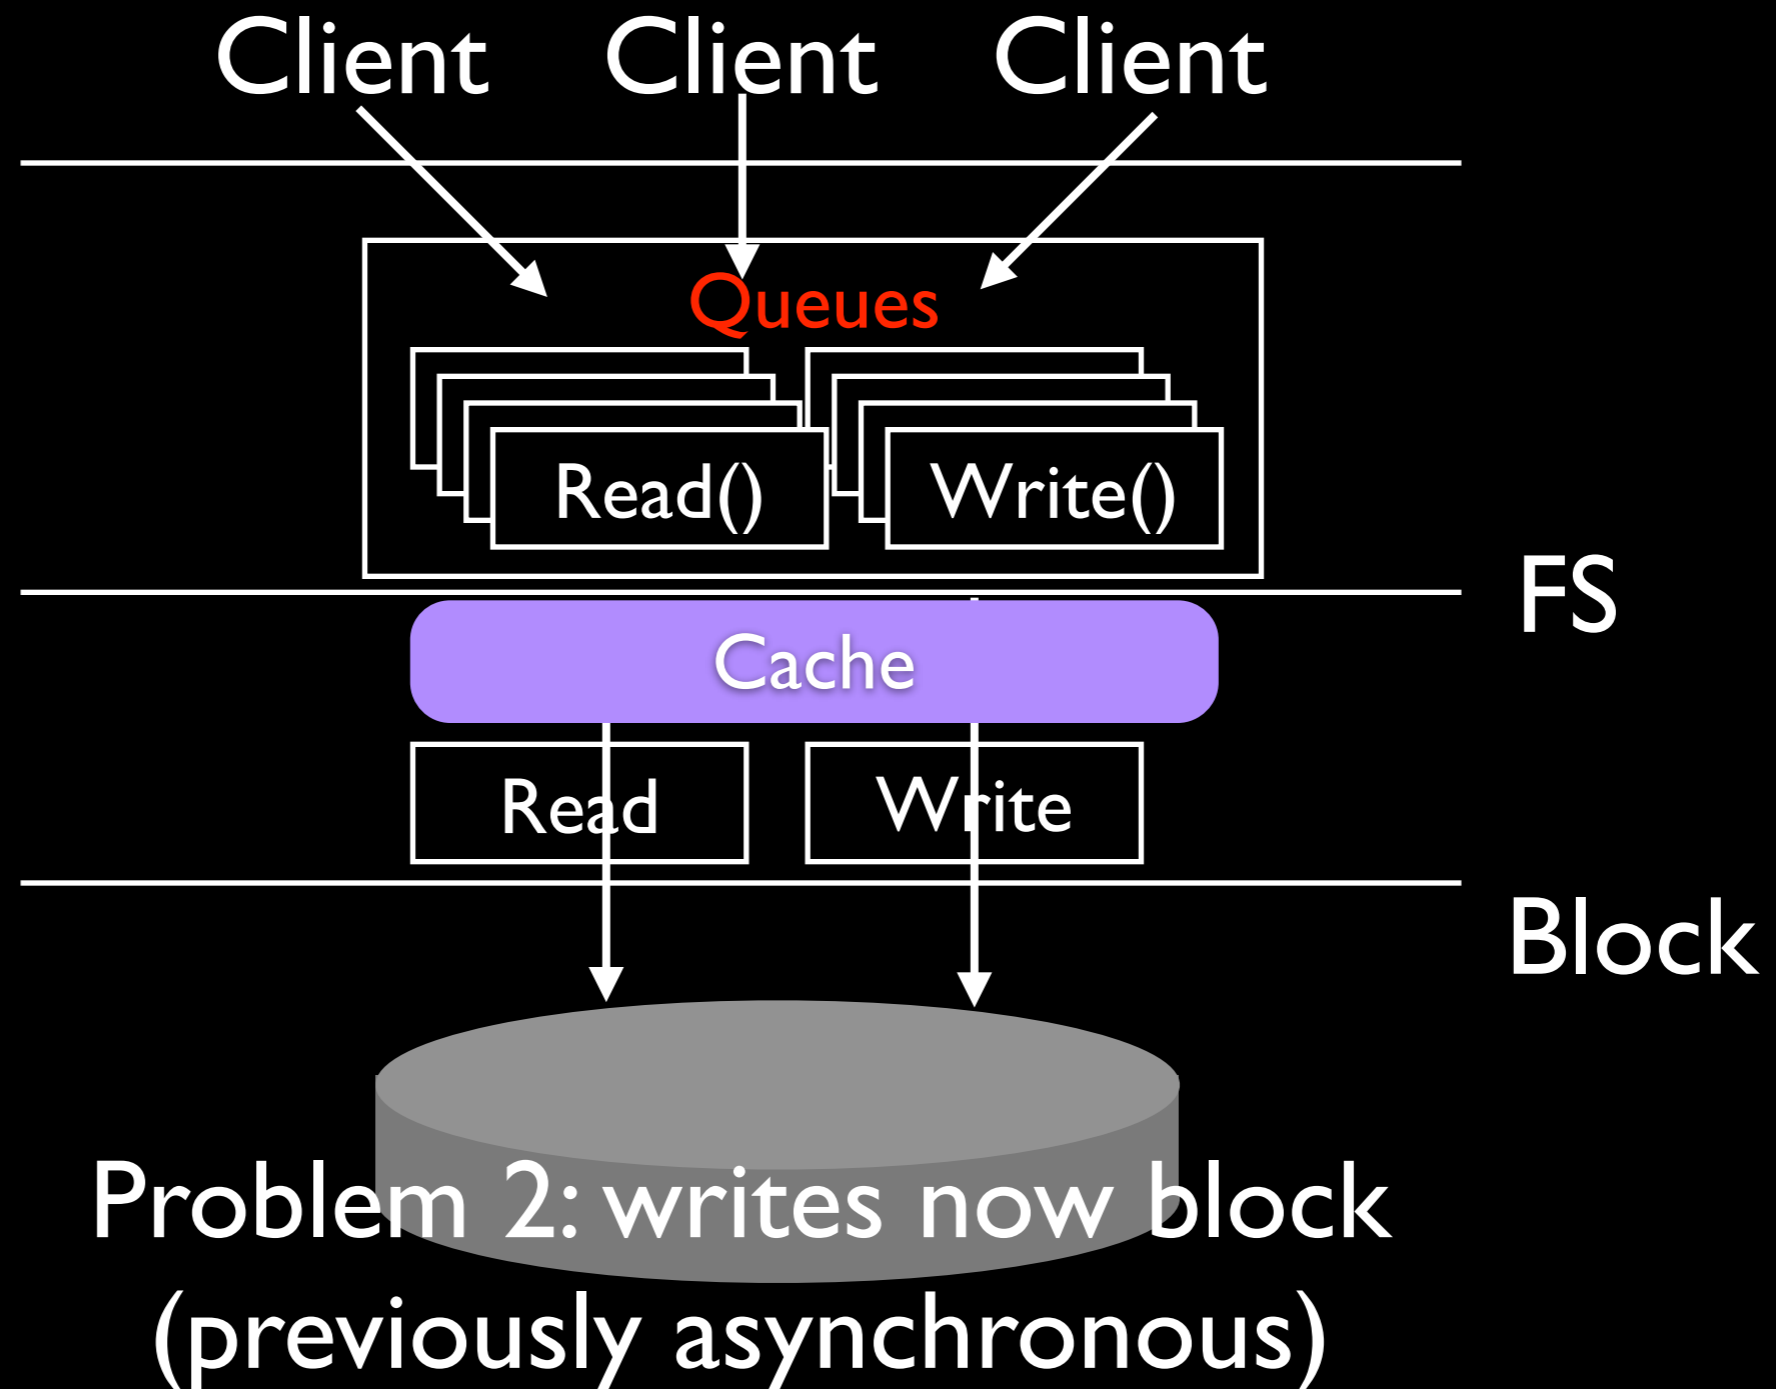 Client Client Client
Queues
Read() Write()
FS
Cache
Read Write
Block
Problem 2: writes now block
(previously asynchronous)